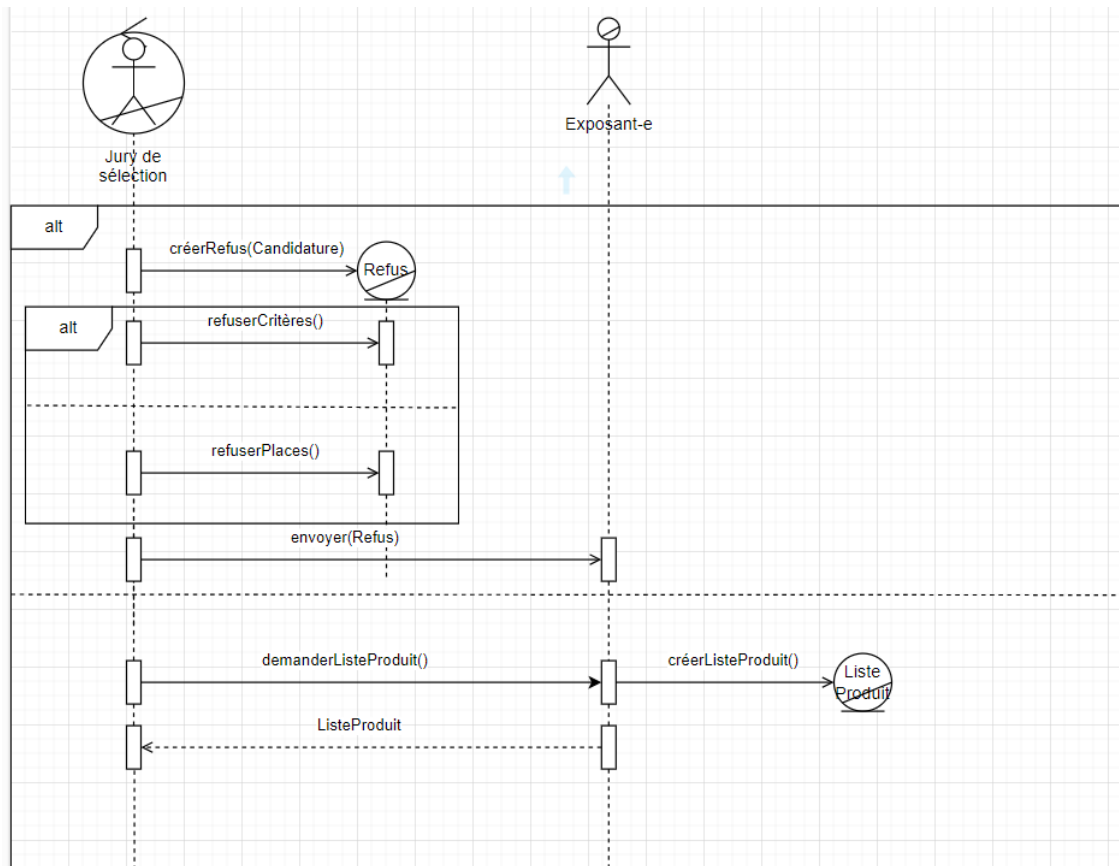 Jury de
sélection
Exposant-e
alt
créerRefus(Candidature)
Refus
alt
refuserCritères()
refuserPlaces()
envoyer(Refus)
demanderListeProduit()
créerListeProduit()
Liste
Produit
ListeProduit